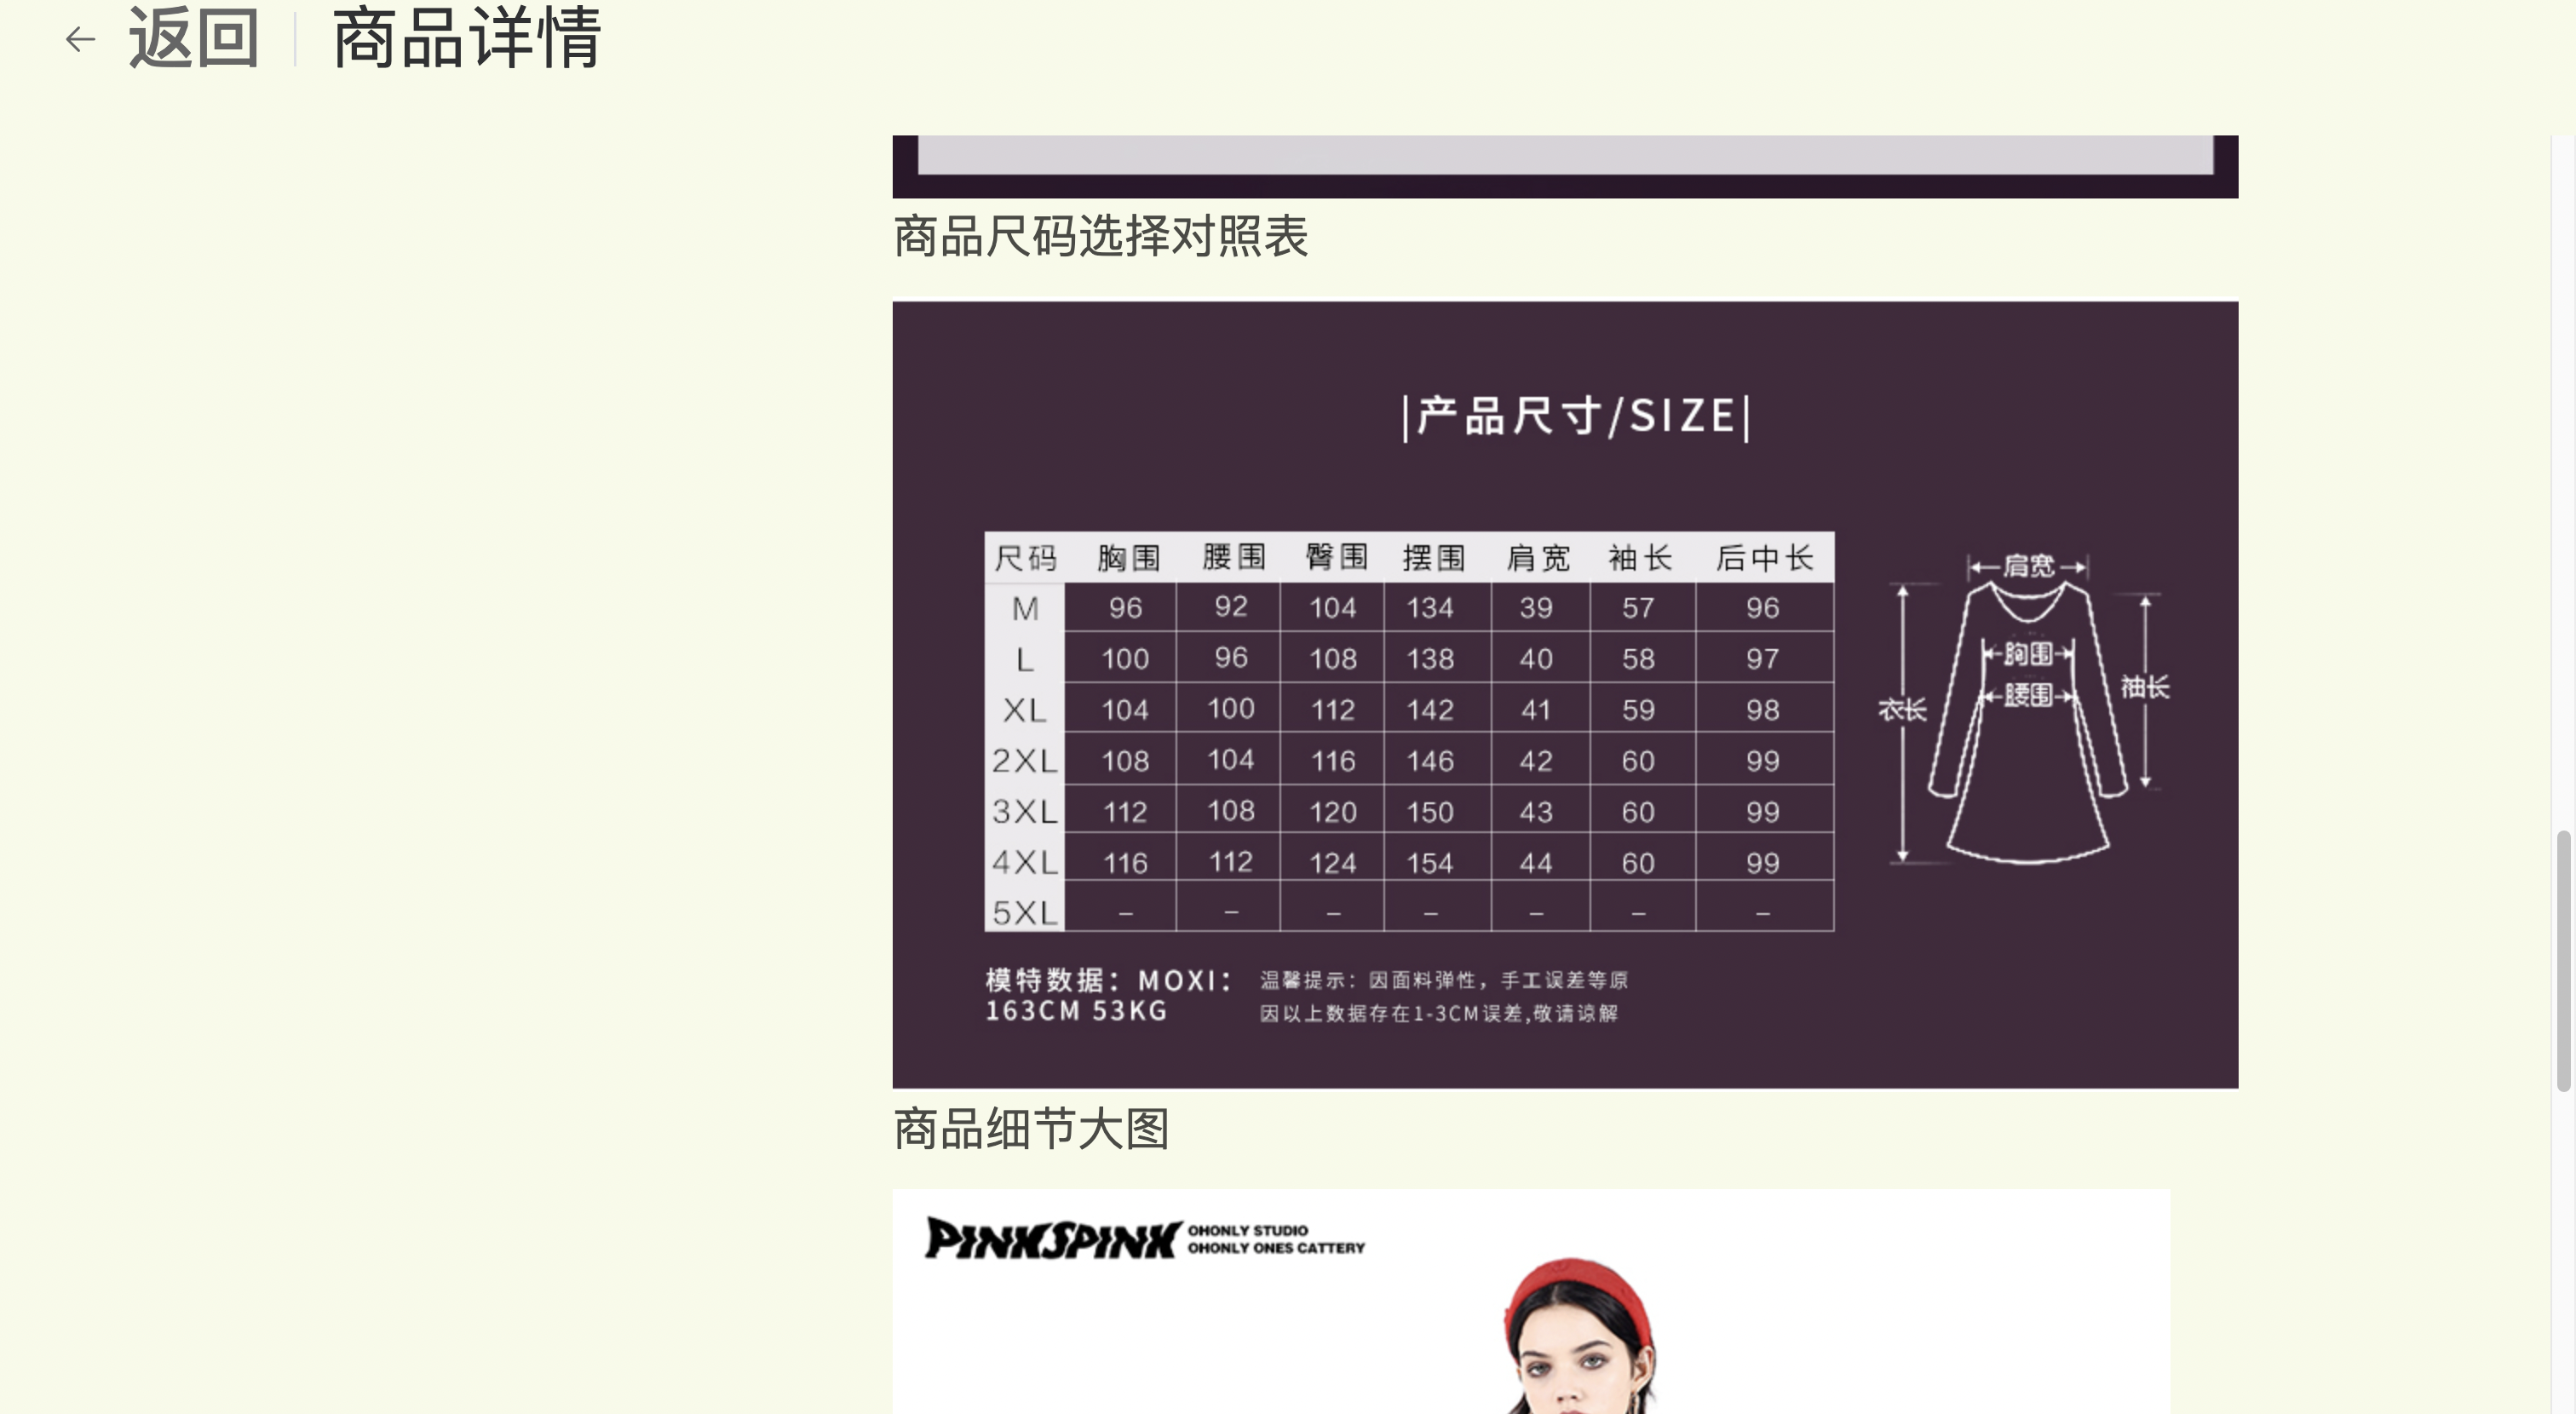 返回 商品详情
商品尺码选择对照表
|产品尺寸/SIZE|
尺码 胸围 腰围 臀围 摆围 肩宽 袖长 后中长
M 96 92 104 134 39 57 96
L 100 96 108 138 40 58 97
XL 104 100 112 142 41 59 98
2XL 108 104 116 146 42 60 99
3XL 112 108 120 150 43 60 99
4XL 116 112 124 154 44 60 99
5XL – – – – – – –
肩宽
胸围
腰围
袖长
衣长
模特数据：MOXI：
163CM 53KG
温馨提示：因面料弹性，手工误差等原
因以上数据存在1-3CM误差,敬请谅解
商品细节大图
PINKSPINK
OHONLY STUDIO
OHONLY ONES CATTERY